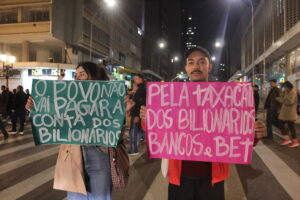 O POVO NÃO
VAI PAGAR A
CONTA DOS
BILIONÁRIOS
PELA TAXAÇÃO
DOS BILIONÁRIOS
BANCOS E BET